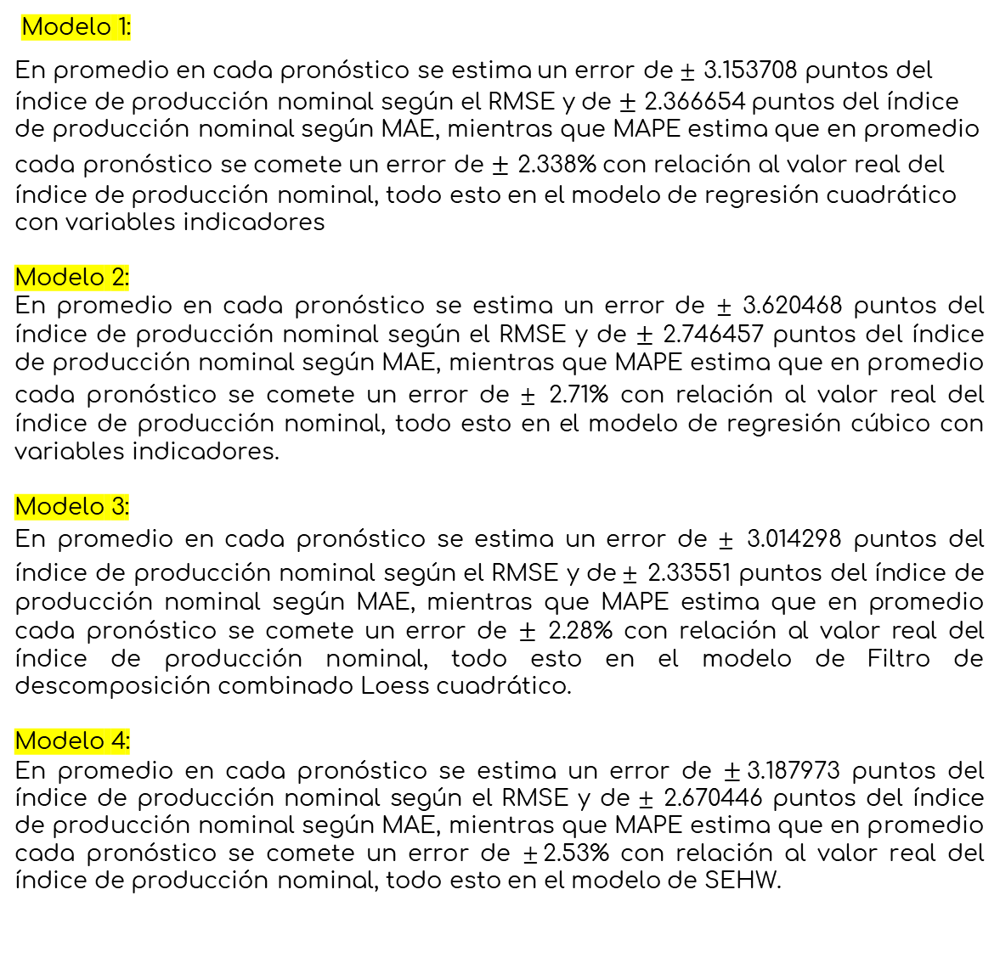 Modelo 1:
En promedio en cada pronóstico se estima un error de ± 3.153708 puntos del
índice de producción nominal según el RMSE y de ± 2.366654 puntos del índice
de producción nominal según MAE, mientras que MAPE estima que en promedio
cada pronóstico se comete un error de ± 2.338% con relación al valor real del
índice de producción nominal, todo esto en el modelo de regresión cuadrático
con variables indicadores
Modelo 2:
En promedio en cada pronóstico se estima un error de ± 3.620468 puntos del
índice de producción nominal según el RMSE y de ± 2.746457 puntos del índice
de producción nominal según MAE, mientras que MAPE estima que en promedio
cada pronóstico se comete un error de ± 2.71% con relación al valor real del
índice de producción nominal, todo esto en el modelo de regresión cúbico con
variables indicadores.
Modelo 3:
En promedio en cada pronóstico se estima un error de ± 3.014298 puntos del
índice de producción nominal según el RMSE y de ± 2.33551 puntos del índice de
producción nominal según MAE, mientras que MAPE estima que en promedio
cada pronóstico se comete un error de ± 2.28% con relación al valor real del
índice de producción nominal, todo esto en el modelo de Filtro de
descomposición combinado Loess cuadrático.
Modelo 4:
En promedio en cada pronóstico se estima un error de ± 3.187973 puntos del
índice de producción nominal según el RMSE y de ± 2.670446 puntos del índice
de producción nominal según MAE, mientras que MAPE estima que en promedio
cada pronóstico se comete un error de ± 2.53% con relación al valor real del
índice de producción nominal, todo esto en el modelo de SEHW.